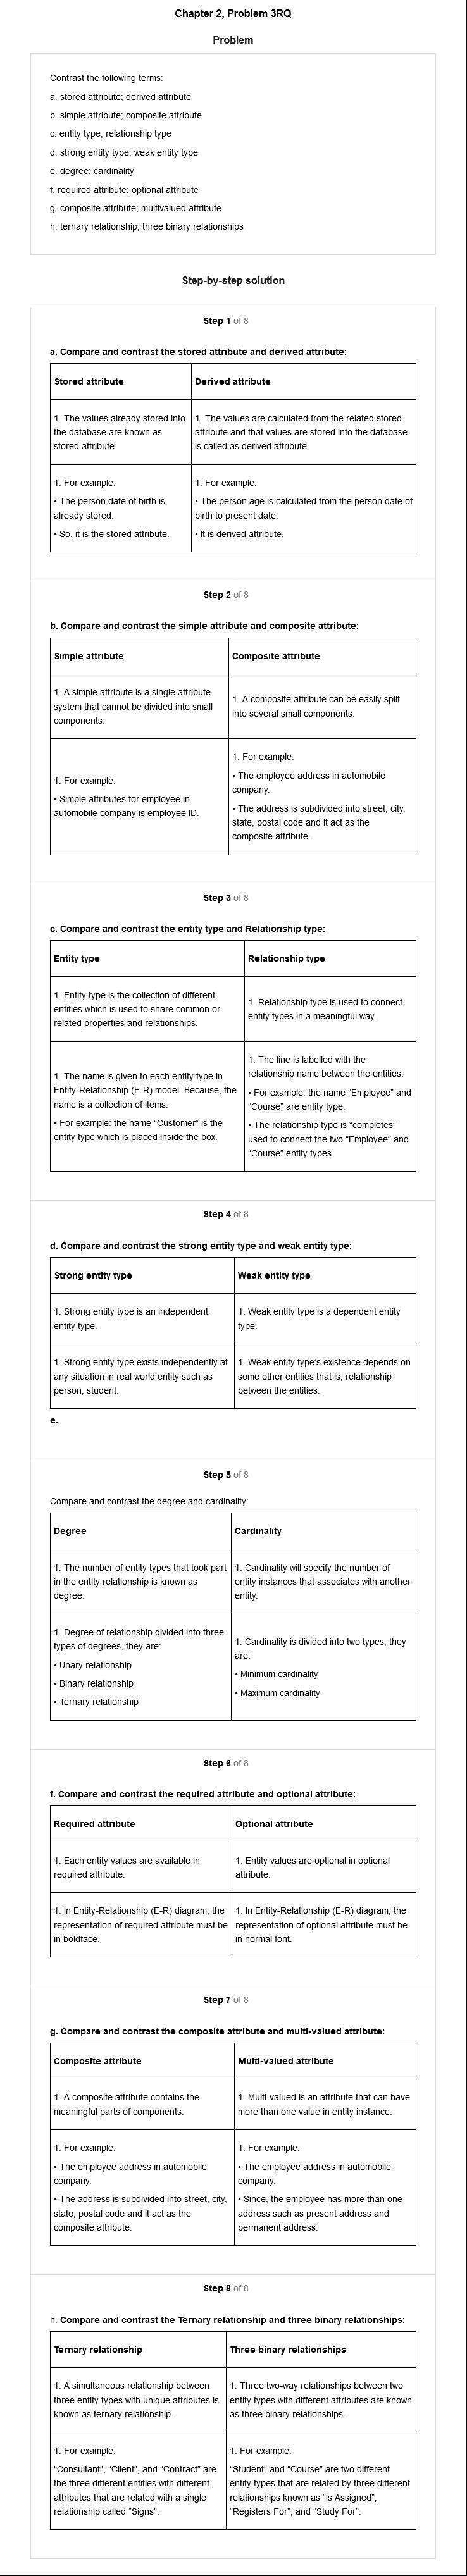 Chapter 2, Problem 3RQ
Problem
Contrast the following terms:
a. stored attribute; derived attribute
b. simple attribute; composite attribute
c. entity type; relationship type
d. strong entity type; weak entity type
e. degree; cardinality
f. required attribute; optional attribute
g. composite attribute; multivalued attribute
h. ternary relationship; three binary relationships
Step-by-step solution
Step 1 of 8
a. Compare and contrast the stored attribute and derived attribute:
Stored attribute
Derived attribute
1. The values already stored into
the database are known as
stored attribute.
1. The values are calculated from the related stored
attribute and that values are stored into the database
is called as derived attribute.
1. For example:
• The person date of birth is
already stored.
• So, it is the stored attribute.
1. For example:
• The person age is calculated from the person date of
birth to present date.
• It is derived attribute.
Step 2 of 8
b. Compare and contrast the simple attribute and composite attribute:
Simple attribute
Composite attribute
1. A simple attribute is a single attribute
system that cannot be divided into small
components.
1. A composite attribute can be easily split
into several small components.
1. For example:
• Simple attributes for employee in
automobile company is employee ID.
1. For example:
• The employee address in automobile
company.
• The address is subdivided into street, city,
state, postal code and it act as the
composite attribute.
Step 3 of 8
c. Compare and contrast the entity type and Relationship type:
Entity type
Relationship type
1. Entity type is the collection of different
entities which is used to share common or
related properties and relationships.
1. Relationship type is used to connect
entity types in a meaningful way.
1. The name is given to each entity type in
Entity-Relationship (E-R) model. Because, the
name is a collection of items.
• For example: the name “Customer” is the
entity type which is placed inside the box.
1. The line is labelled with the
relationship name between the entities.
• For example: the name “Employee” and
“Course” are entity type.
• The relationship type is “completes”
used to connect the two “Employee” and
“Course” entity types.
Step 4 of 8
d. Compare and contrast the strong entity type and weak entity type:
Strong entity type
Weak entity type
1. Strong entity type is an independent
entity type.
1. Weak entity type is a dependent entity
type.
1. Strong entity type exists independently at
any situation in real world entity such as
person, student.
1. Weak entity type’s existence depends on
some other entities that is, relationship
between the entities.
e.
Step 5 of 8
Compare and contrast the degree and cardinality:
Degree
Cardinality
1. The number of entity types that took part
in the entity relationship is known as
degree.
1. Cardinality will specify the number of
entity instances that associates with another
entity.
1. Degree of relationship divided into three
types of degrees, they are:
• Unary relationship
• Binary relationship
• Ternary relationship
1. Cardinality is divided into two types, they
are:
• Minimum cardinality
• Maximum cardinality
Step 6 of 8
f. Compare and contrast the required attribute and optional attribute:
Required attribute
Optional attribute
1. Each entity values are available in
required attribute.
1. Entity values are optional in optional
attribute.
1. In Entity-Relationship (E-R) diagram, the
representation of required attribute must be
in boldface.
1. In Entity-Relationship (E-R) diagram, the
representation of optional attribute must be
in normal font.
Step 7 of 8
g. Compare and contrast the composite attribute and multi-valued attribute:
Composite attribute
Multi-valued attribute
1. A composite attribute contains the
meaningful parts of components.
1. Multi-valued is an attribute that can have
more than one value in entity instance.
1. For example:
• The employee address in automobile
company.
• The address is subdivided into street, city,
state, postal code and it act as the
composite attribute.
1. For example:
• The employee address in automobile
company.
• Since, the employee has more than one
address such as present address and
permanent address.
Step 8 of 8
h. Compare and contrast the Ternary relationship and three binary relationships:
Ternary relationship
Three binary relationships
1. A simultaneous relationship between
three entity types with unique attributes is
known as ternary relationship.
1. Three two-way relationships between two
entity types with different attributes are known
as three binary relationships.
1. For example:
“Consultant”, “Client”, and “Contract” are
the three different entities with different
attributes that are related with a single
relationship called “Signs”.
1. For example:
“Student” and “Course” are two different
entity types that are related by three different
relationships known as “Is Assigned”,
“Registers For”, and “Study For”.